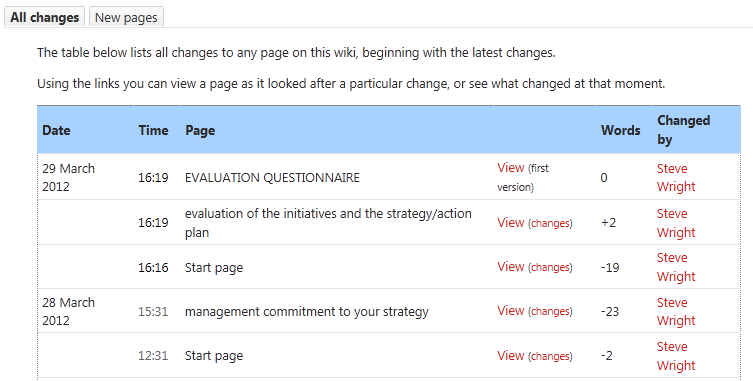 All changes New pages
The table below lists all changes to any page on this wiki, beginning with the latest changes.
Using the links you can view a page as it looked after a particular change, or see what changed at that moment.
Date Time Page Words Changed by
29 March 2012 16:19 EVALUATION QUESTIONNAIRE View (first version) 0 Steve Wright
16:19 evaluation of the initiatives and the strategy/action plan View (changes) +2 Steve Wright
16:16 Start page View (changes) -19 Steve Wright
28 March 2012 15:31 management commitment to your strategy View (changes) -23 Steve Wright
12:31 Start page View (changes) -2 Steve Wright